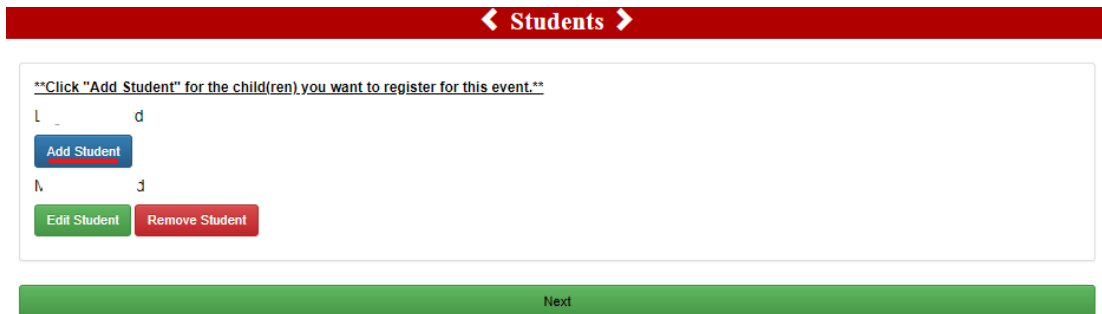 Students
**Click "Add Student" for the child(ren) you want to register for this event.**
Add Student
Edit Student Remove Student
Next